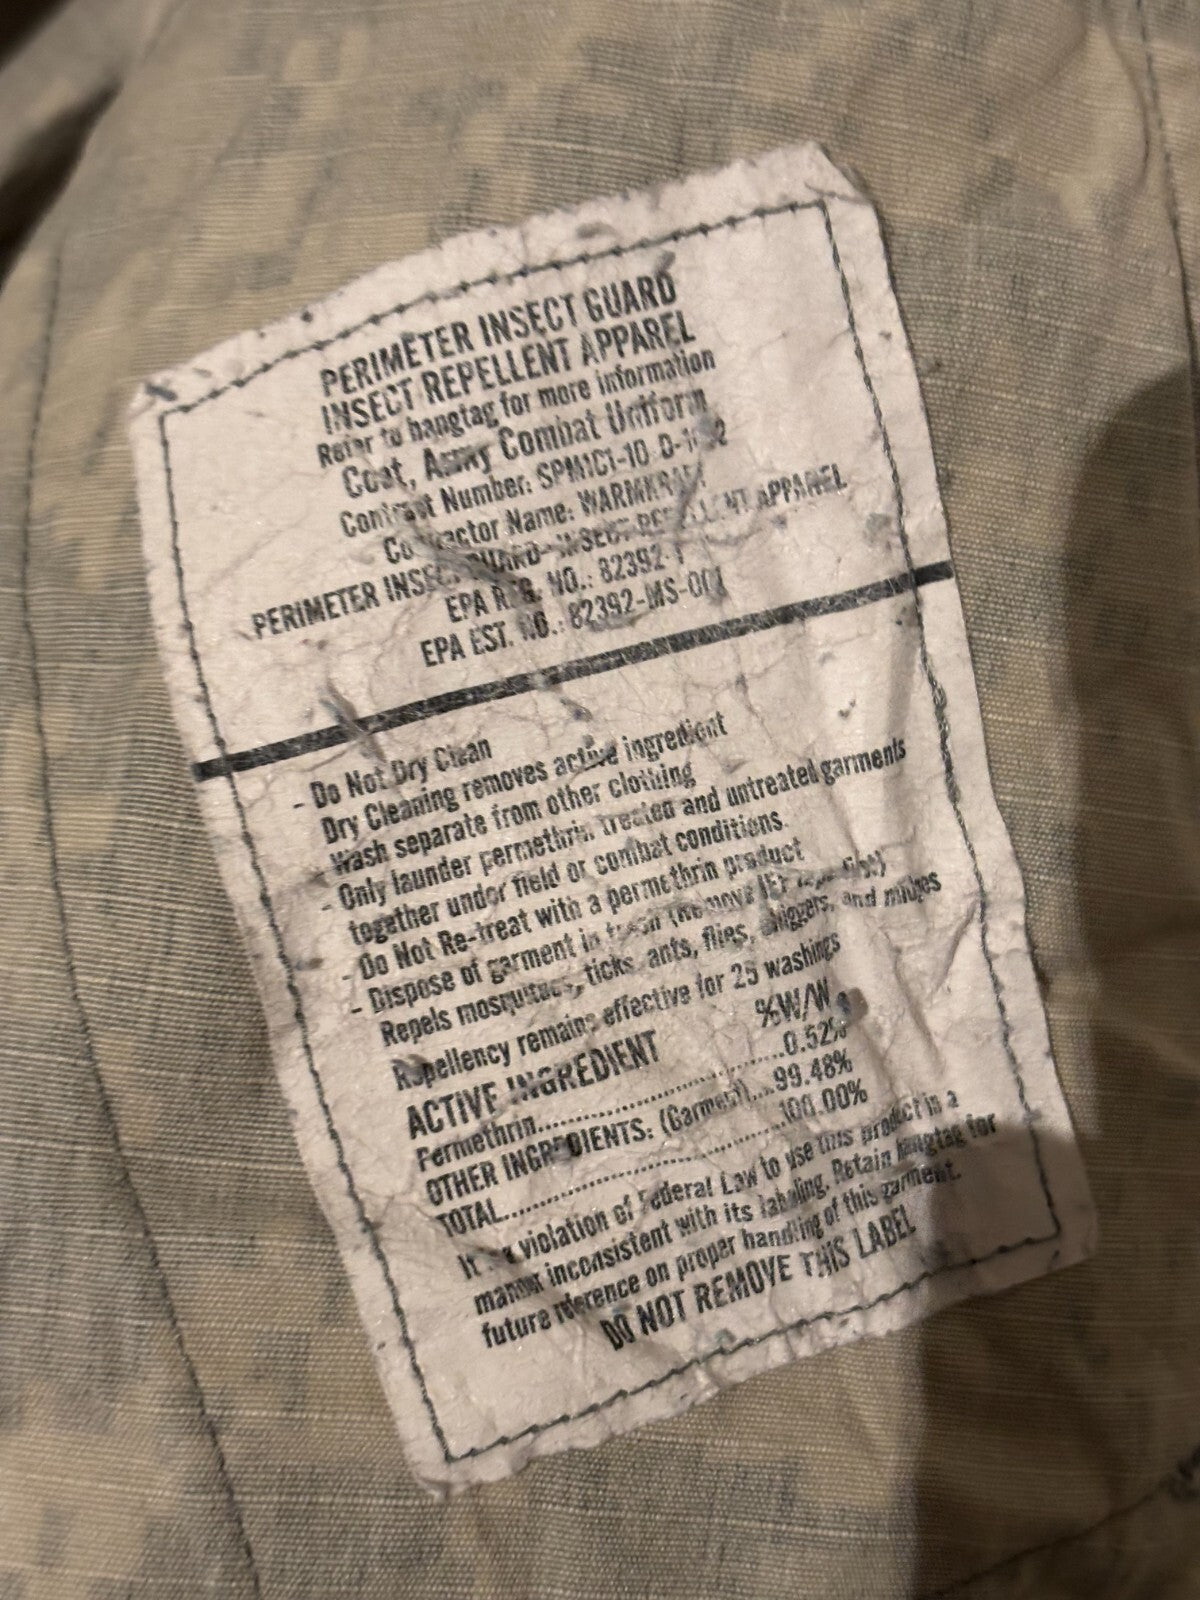 PERIMETER INSECT GUARD
INSECT REPELLENT APPAREL
Refer to hangtag for more information
Coat, Army Combat Uniform
Contract Number: SPM1C1-10
Contractor Name: WARMKRAFT
PERIMETER INSECT GUARD- INSECT REPELLENT APPAREL
EPA REG. NO.: 82392-
EPA EST. NO.: 82392-MS-001
- Do Not Dry Clean
Dry Cleaning removes active ingredient
- Wash separate from other clothing
- Only launder permethrin treated and untreated garments
together under field or combat conditions.
- Do Not Re-treat with a permethrin product
- Dispose of garment in trash (Remove first)
Repels mosquitoes, ticks, ants, flies, chiggers, and midges
Repellency remains effective for 25 washings
ACTIVE INGREDIENT %W/W
Permethrin..............................0.52%
OTHER INGREDIENTS: (Garment)....99.48%
TOTAL..............................100.00%
It is a violation of Federal Law to use this product in a
manner inconsistent with its labeling. Retain hangtag for
future reference on proper handling of this garment.
DO NOT REMOVE THIS LABEL